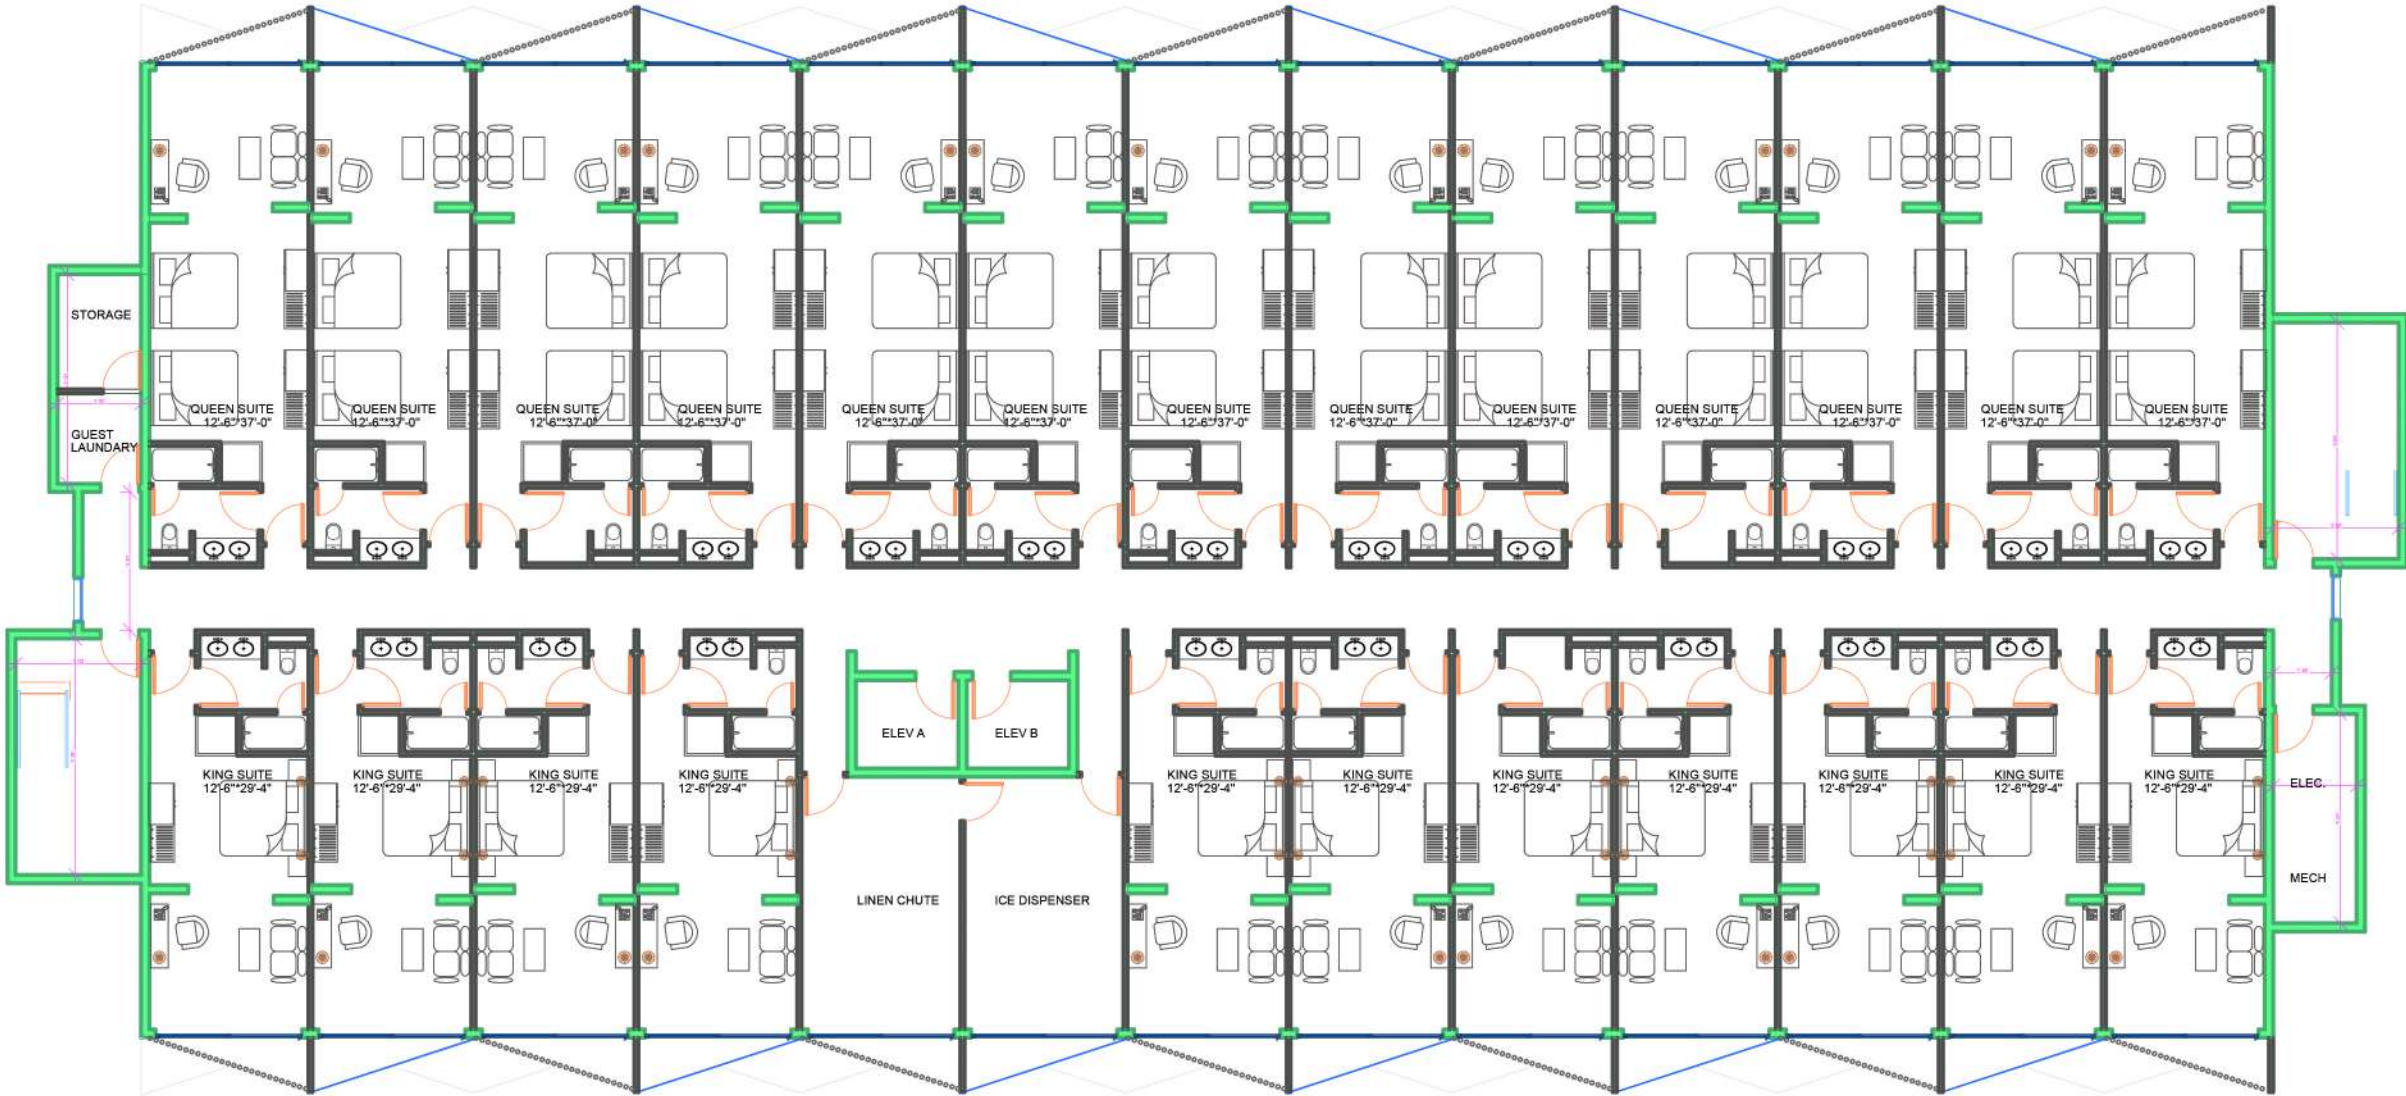 STORAGE
QUEEN SUITE
12'-6"*37'-0"
QUEEN SUITE
12'-6"*37'-0"
QUEEN SUITE
12'-6"*37'-0"
QUEEN SUITE
12'-6"*37'-0"
QUEEN SUITE
12'-6"*37'-0"
QUEEN SUITE
12'-6"*37'-0"
QUEEN SUITE
12'-6"*37'-0"
QUEEN SUITE
12'-6"*37'-0"
QUEEN SUITE
12'-6"*37'-0"
QUEEN SUITE
12'-6"*37'-0"
QUEEN SUITE
12'-6"*37'-0"
QUEEN SUITE
12'-6"*37'-0"
QUEEN SUITE
12'-6"*37'-0"
GUEST
LAUNDARY
ELEV A
ELEV B
KING SUITE
12'-6"*29'-4"
KING SUITE
12'-6"*29'-4"
KING SUITE
12'-6"*29'-4"
KING SUITE
12'-6"*29'-4"
KING SUITE
12'-6"*29'-4"
KING SUITE
12'-6"*29'-4"
KING SUITE
12'-6"*29'-4"
KING SUITE
12'-6"*29'-4"
KING SUITE
12'-6"*29'-4"
KING SUITE
12'-6"*29'-4"
KING SUITE
12'-6"*29'-4"
ELEC.
MECH
LINEN CHUTE
ICE DISPENSER